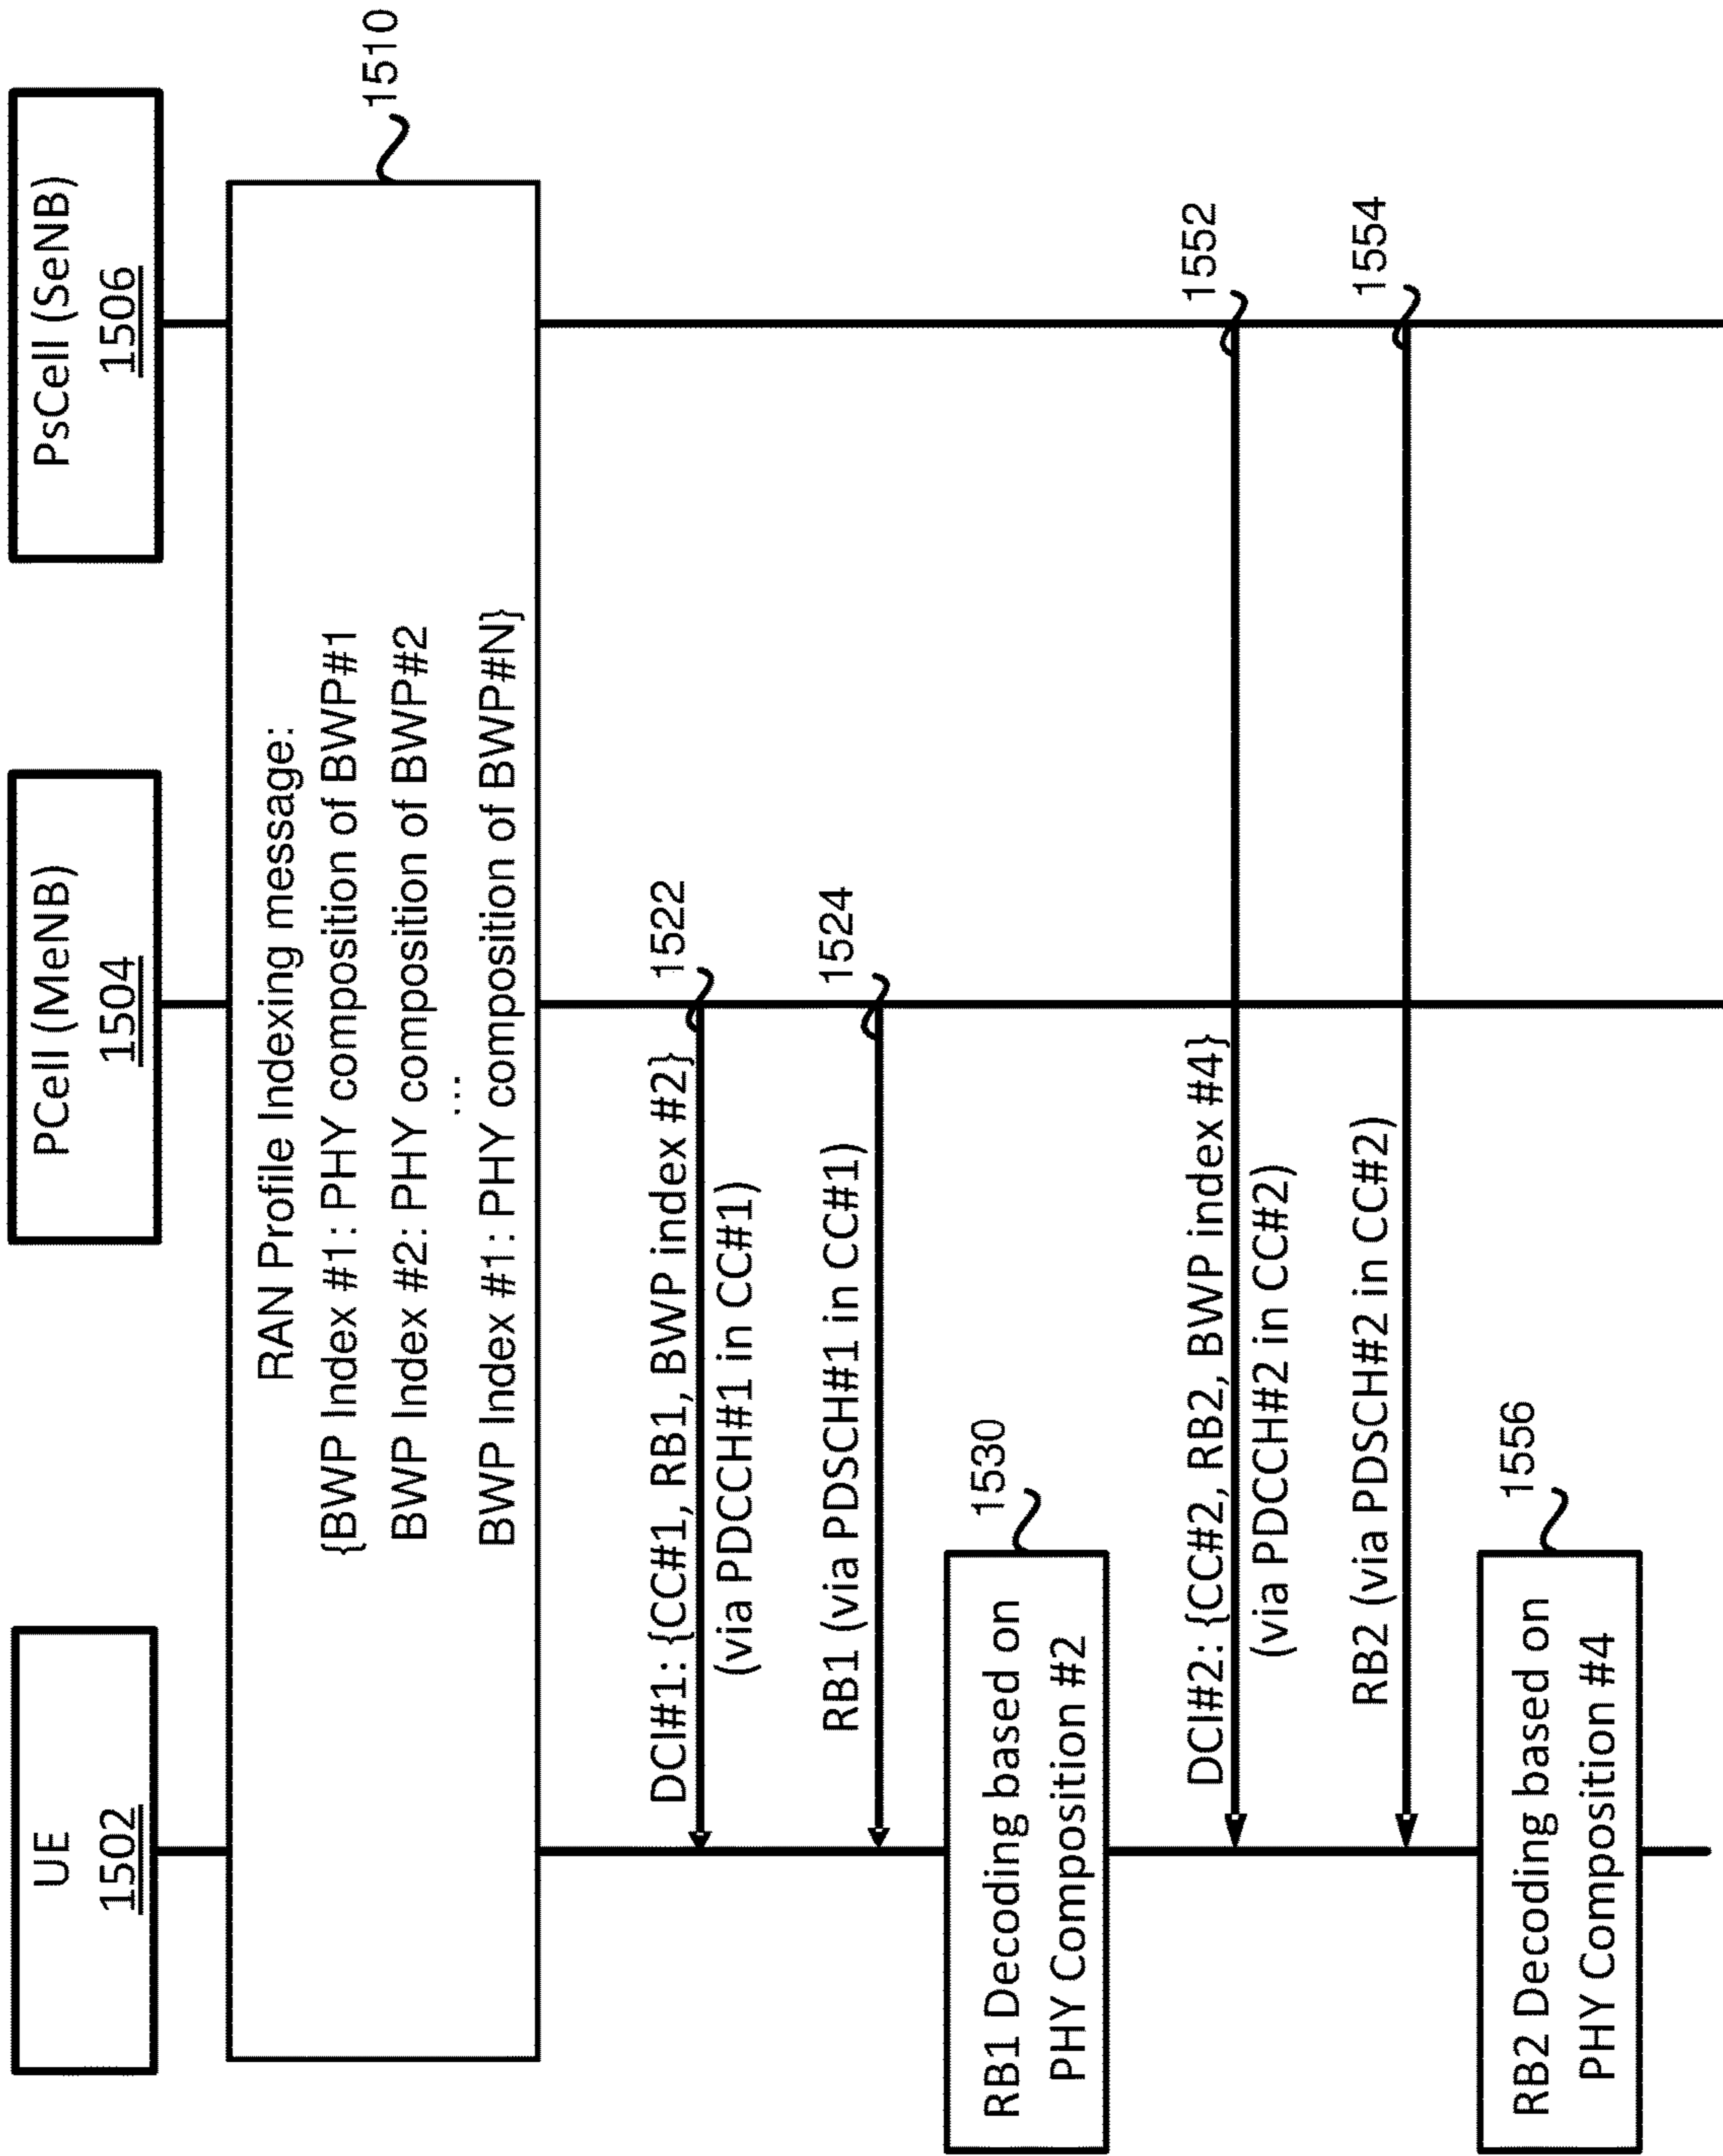 UE
1502
PCell (MeNB)
1504
PsCell (SeNB)
1506
1510
RAN Profile Indexing message:
{BWP Index #1: PHY composition of BWP#1
BWP Index #2: PHY composition of BWP#2
...
BWP Index #1: PHY composition of BWP#N}
1522
DCI#1: {CC#1, RB1, BWP index #2}
(via PDCCH#1 in CC#1)
1524
RB1 (via PDSCH#1 in CC#1)
1530
RB1 Decoding based on
PHY Composition #2
1552
DCI#2: {CC#2, RB2, BWP index #4}
(via PDCCH#2 in CC#2)
1554
RB2 (via PDSCH#2 in CC#2)
1556
RB2 Decoding based on
PHY Composition #4